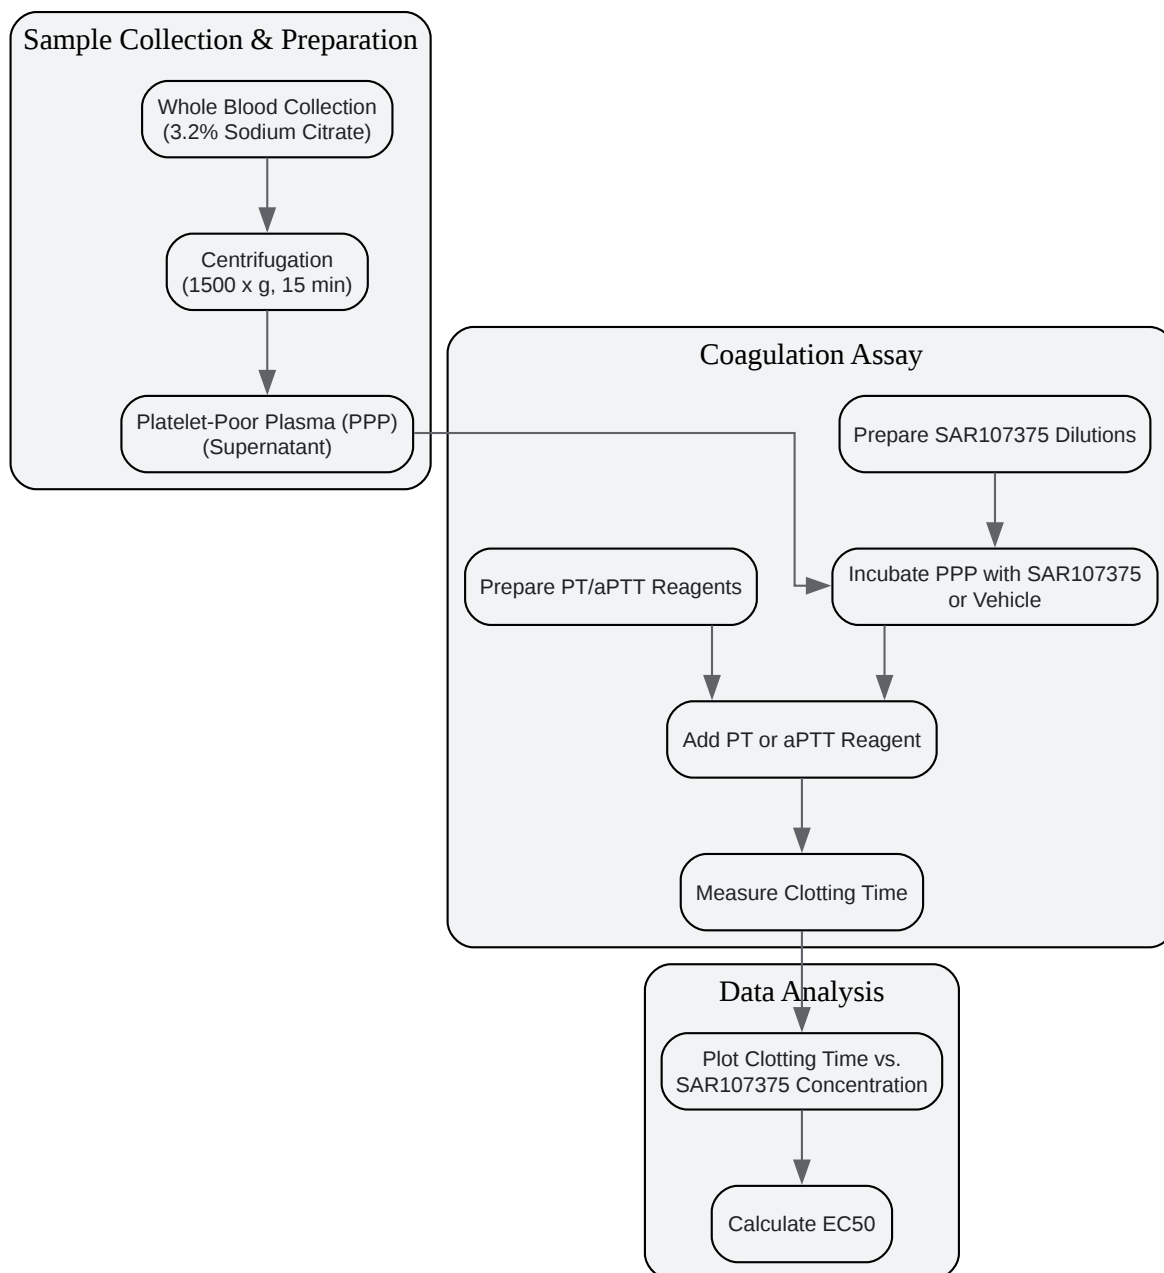 Sample Collection & Preparation
Whole Blood Collection
(3.2% Sodium Citrate)
Centrifugation
(1500 x g, 15 min)
Platelet-Poor Plasma (PPP)
(Supernatant)
Coagulation Assay
Prepare SAR107375 Dilutions
Prepare PT/aPTT Reagents
Incubate PPP with SAR107375
or Vehicle
Add PT or aPTT Reagent
Measure Clotting Time
Data Analysis
Plot Clotting Time vs.
SAR107375 Concentration
Calculate EC50